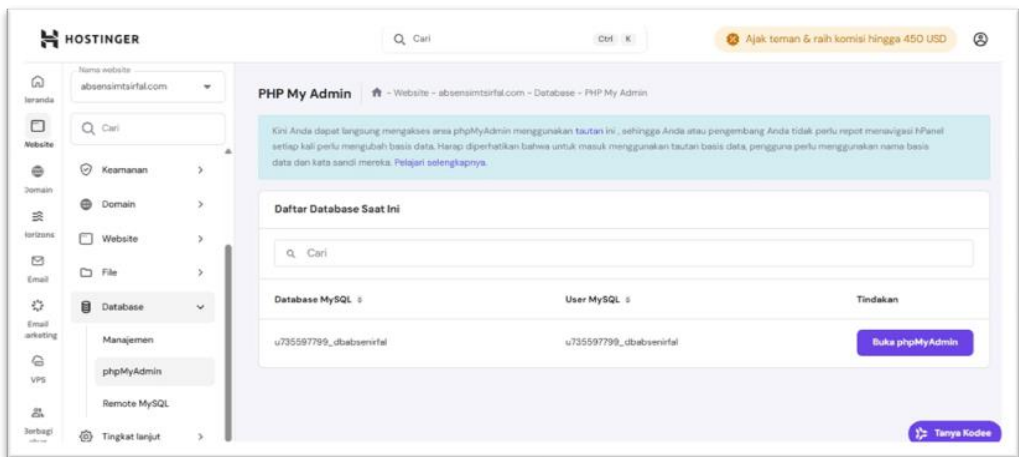 HOSTINGER
Cari
Ctrl K
Ajak teman & raih komisi hingga 450 USD
Beranda
Website
Domain
Horizons
Email
Email
arketing
VPS
Berbagi
Nama website
absensimtsirfal.com
Cari
Keamanan
Domain
Website
File
Database
Manajemen
phpMyAdmin
Remote MySQL
Tingkat lanjut
PHP My Admin
- Website - absensimtsirfal.com - Database - PHP My Admin
Kini Anda dapat langsung mengakses area phpMyAdmin menggunakan tautan ini , sehingga Anda atau pengembang Anda tidak perlu repot menavigasi hPanel
setiap kali perlu mengubah basis data. Harap diperhatikan bahwa untuk masuk menggunakan tautan basis data, pengguna perlu menggunakan nama basis
data dan kata sandi mereka. Pelajari selengkapnya.
Daftar Database Saat Ini
Cari
Database MySQL User MySQL Tindakan
u735597799_dbabsenirfal u735597799_dbabsenirfal Buka phpMyAdmin
Tanya Kodee